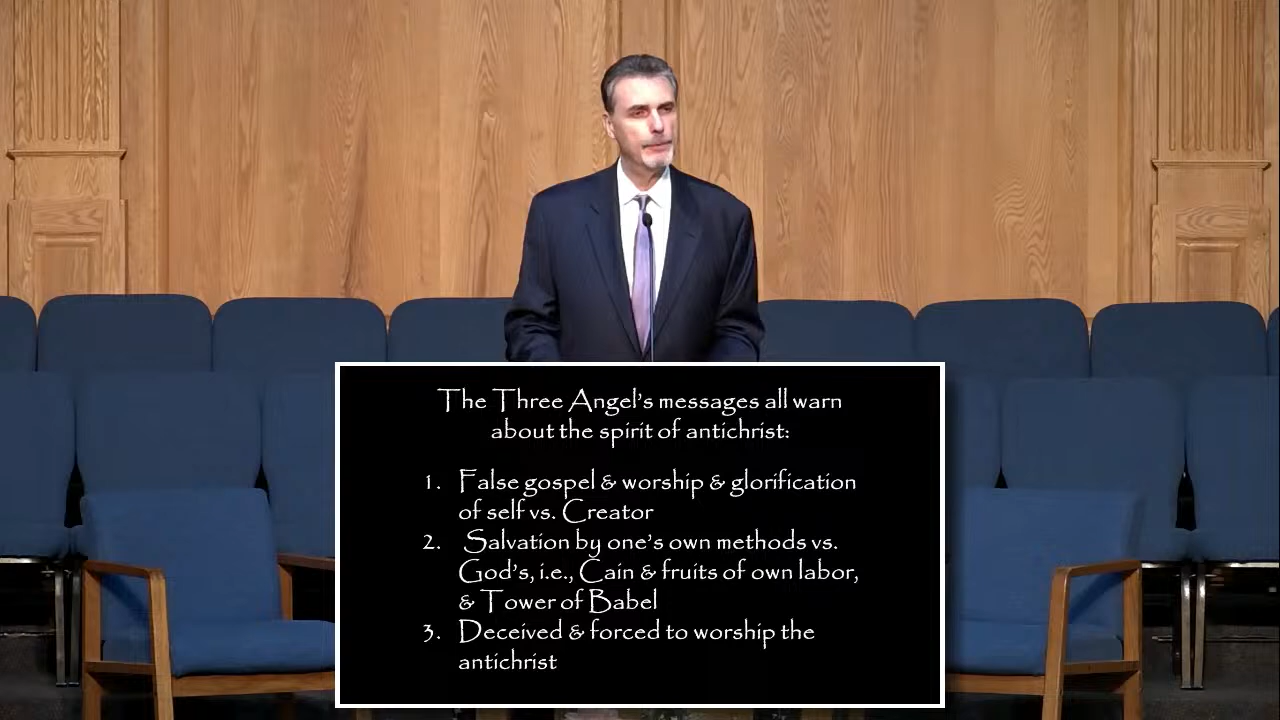 The Three Angel's messages all warn
about the spirit of antichrist:
1. False gospel & worship & glorification
of self vs. Creator
2. Salvation by one's own methods vs.
God's, i.e., Cain & fruits of own labor,
& Tower of Babel
3. Deceived & forced to worship the
antichrist